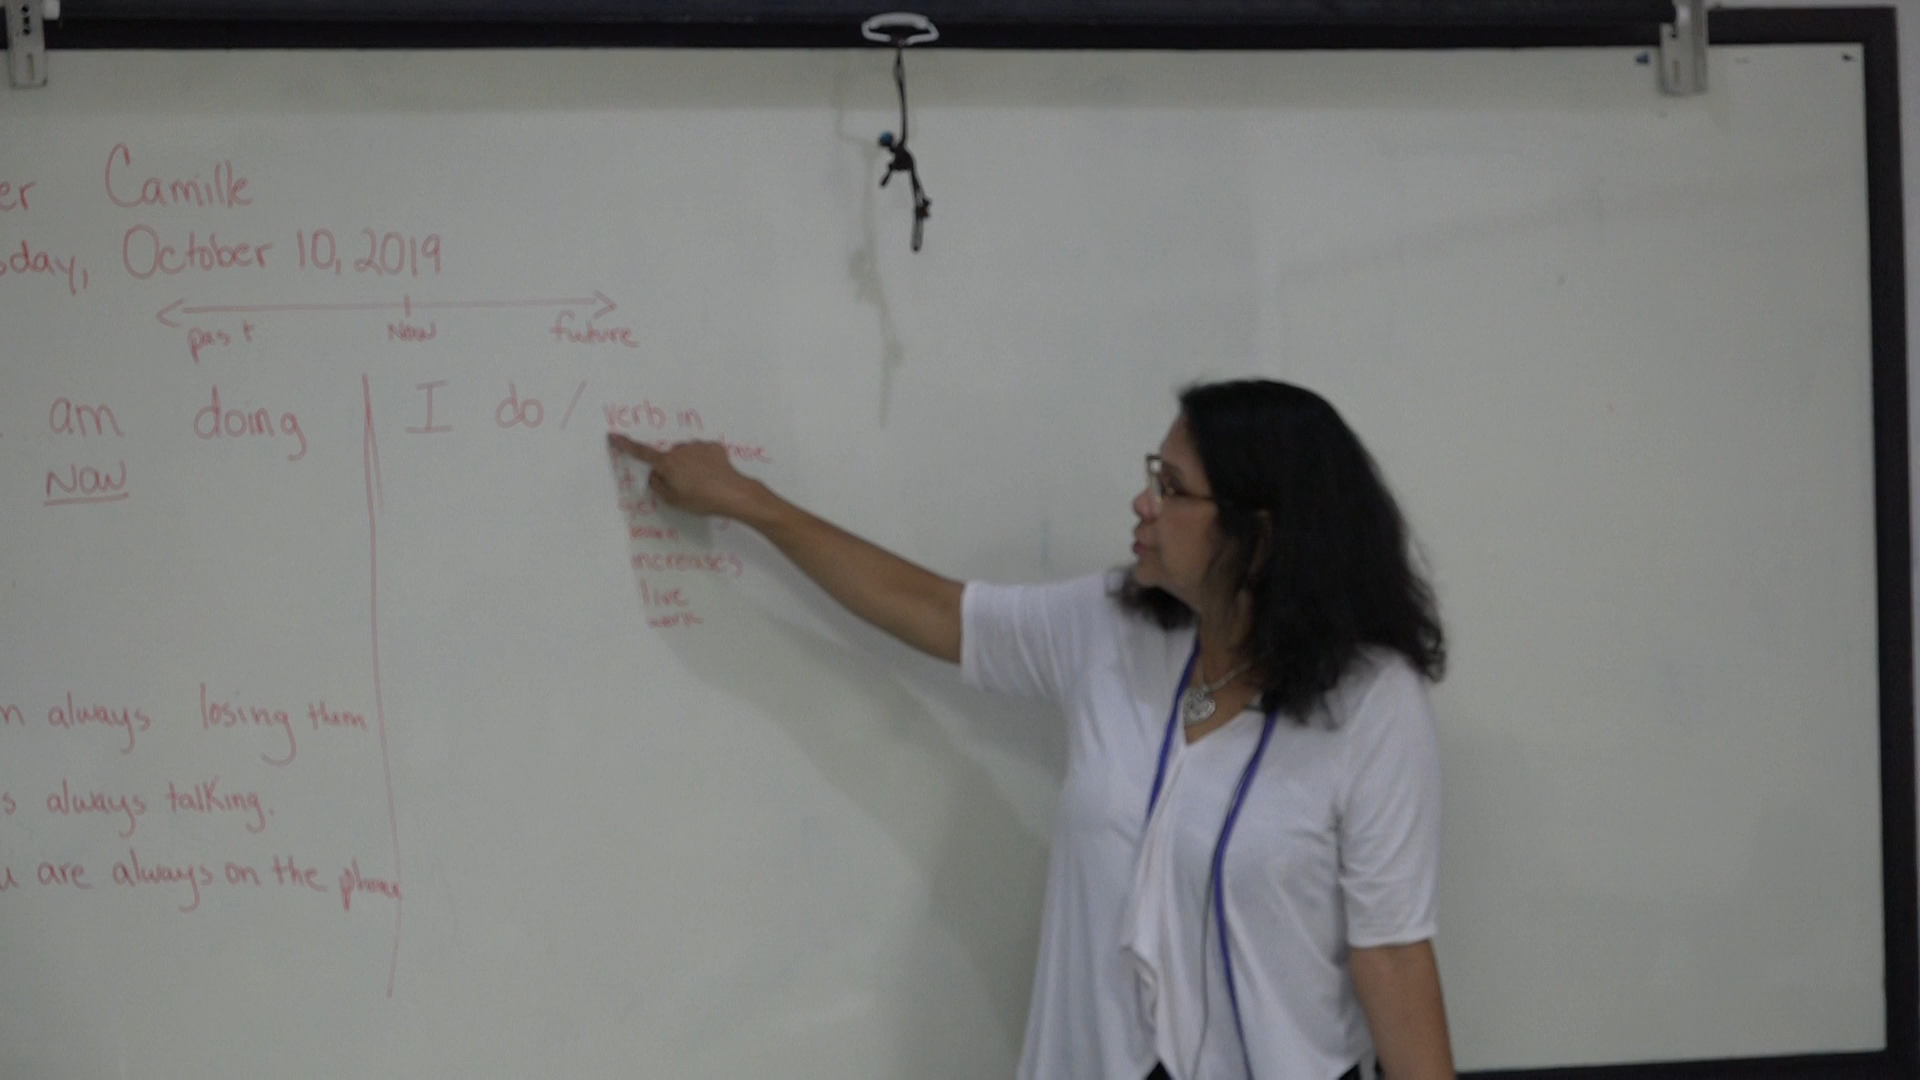 er Camille
day, October 10, 2019
past Now future
am doing
NOW
I do / verb in
increases
live
work
always losing them
s always talking.
are always on the phone